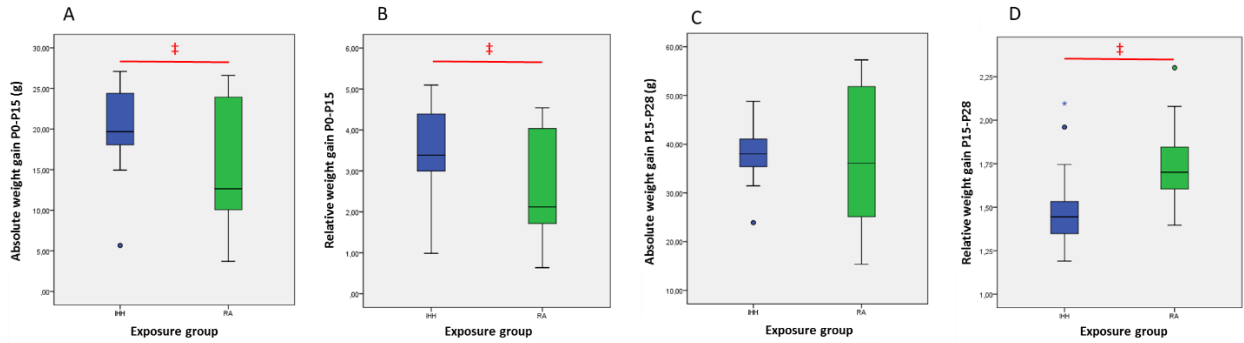 A
‡
Absolute weight gain P0-P15 (g)
30,00
25,00
20,00
15,00
10,00
5,00
,00
IHH
RA
Exposure group
B
‡
Relative weight gain P0-P15
6,00
5,00
4,00
3,00
2,00
1,00
,00
IHH
RA
Exposure group
C
Absolute weight gain P15-P28 (g)
60,00
50,00
40,00
30,00
20,00
10,00
IHH
RA
Exposure group
D
‡
Relative weight gain P15-P28
2,25
2,00
1,75
1,50
1,25
1,00
IHH
RA
Exposure group